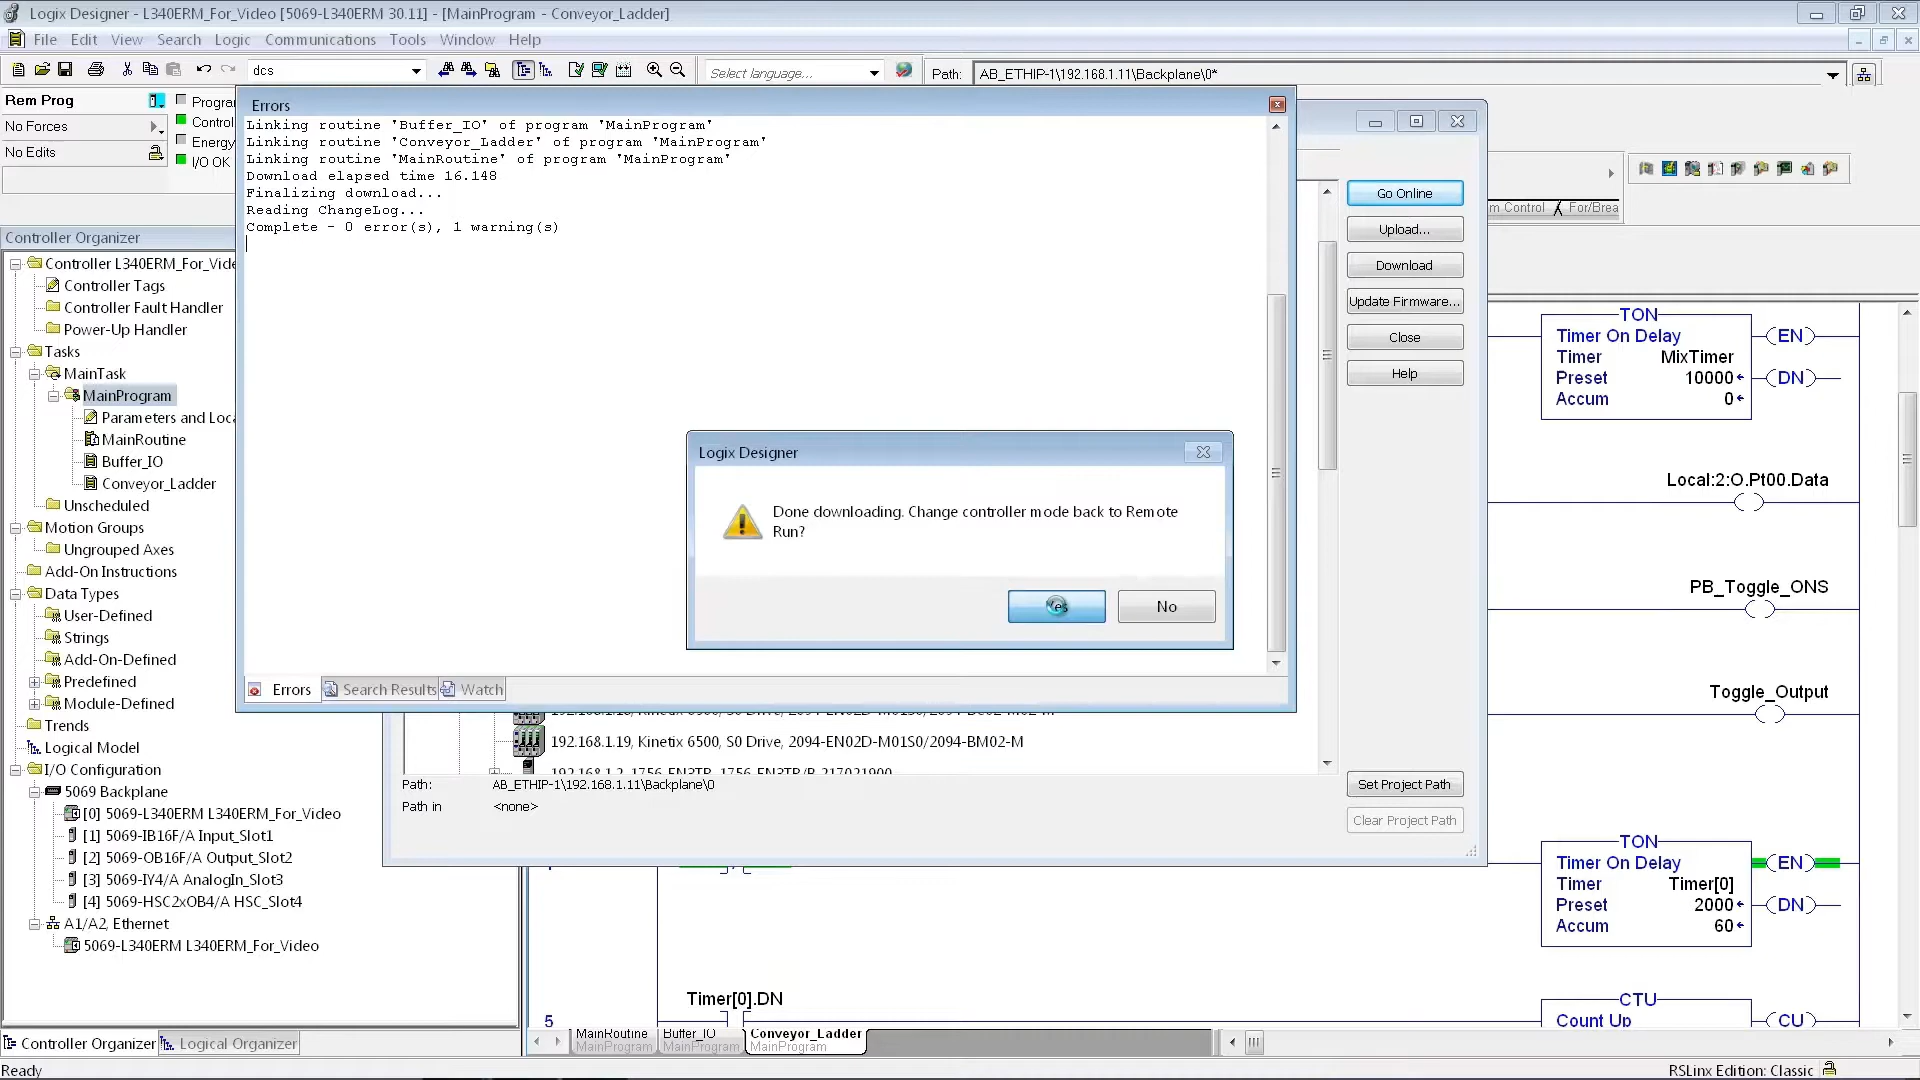 Logix Designer - L340ERM_For_Video [5069-L340ERM 30.11] - [MainProgram - Conveyor_Ladder]
File Edit View Search Logic Communications Tools Window Help
dcs
Select language...
Path: AB_ETHIP-1\192.168.1.11\Backplane\0*
Rem Prog
No Forces
No Edits
Progra
Control
Energy
I/O OK
m Control
For/Brea
Errors
Linking routine 'Buffer_IO' of program 'MainProgram'
Linking routine 'Conveyor_Ladder' of program 'MainProgram'
Linking routine 'MainRoutine' of program 'MainProgram'
Download elapsed time 16.148
Finalizing download...
Reading ChangeLog...
Complete - 0 error(s), 1 warning(s)
Errors
Search Results
Watch
Go Online
Upload...
Download
Update Firmware...
Close
Help
Logix Designer
Done downloading. Change controller mode back to Remote
Run?
Yes
No
192.168.1.19, Kinetix 6500, S0 Drive, 2094-EN02D-M01S0/2094-BM02-M
Path: AB_ETHIP-1\192.168.1.11\Backplane\0
Path in <none>
Set Project Path
Clear Project Path
Controller Organizer
Controller L340ERM_For_Vide
Controller Tags
Controller Fault Handler
Power-Up Handler
Tasks
MainTask
MainProgram
Parameters and Loca
MainRoutine
Buffer_IO
Conveyor_Ladder
Unscheduled
Motion Groups
Ungrouped Axes
Add-On Instructions
Data Types
User-Defined
Strings
Add-On-Defined
Predefined
Module-Defined
Trends
Logical Model
I/O Configuration
5069 Backplane
[0] 5069-L340ERM L340ERM_For_Video
[1] 5069-IB16F/A Input_Slot1
[2] 5069-OB16F/A Output_Slot2
[3] 5069-IY4/A AnalogIn_Slot3
[4] 5069-HSC2xOB4/A HSC_Slot4
A1/A2, Ethernet
5069-L340ERM L340ERM_For_Video
TON
Timer On Delay
Timer MixTimer
Preset 10000
Accum 0
EN
DN
Local:2:O.Pt00.Data
PB_Toggle_ONS
Toggle_Output
TON
Timer On Delay
Timer Timer[0]
Preset 2000
Accum 60
EN
DN
Timer[0].DN
5
CTU
Count Up
CU
Controller Organizer
Logical Organizer
MainRoutine
MainProgram
Buffer_IO
MainProgram
Conveyor_Ladder
MainProgram
Ready
RSLinx Edition: Classic